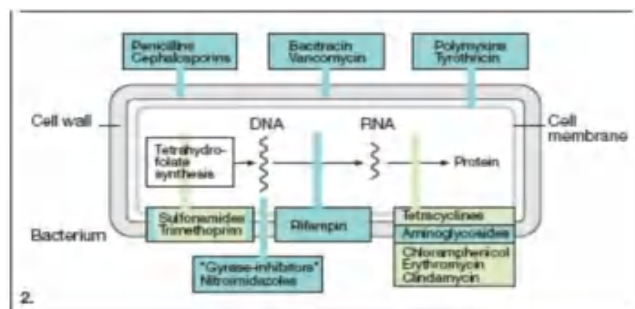 Penicillins
Cephalosporins
Bacitracin
Vancomycin
Polymyxins
Tyrothricin
Cell wall
DNA
RNA
Cell
membrane
Tetrahydro-
folate
synthesis
Protein
Bacterium
Sulfonamides
Trimethoprim
Rifampin
Tetracyclines
Aminoglycosides
Chloramphenicol
Erythromycin
Clindamycin
"Gyrase-inhibitors"
Nitroimidazoles
2.